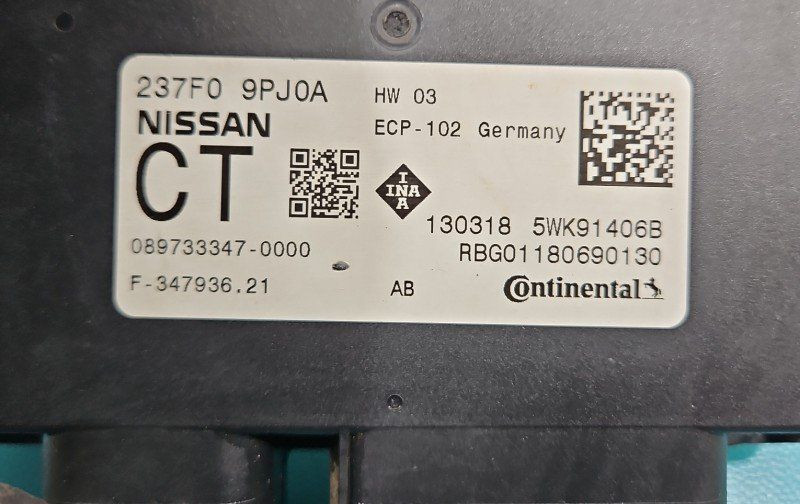 237F0 9PJ0A
HW 03
NISSAN
ECP-102 Germany
CT
I
INA
A
130318 5WK91406B
089733347-0000
RBG01180690130
F-347936.21
AB
Continental